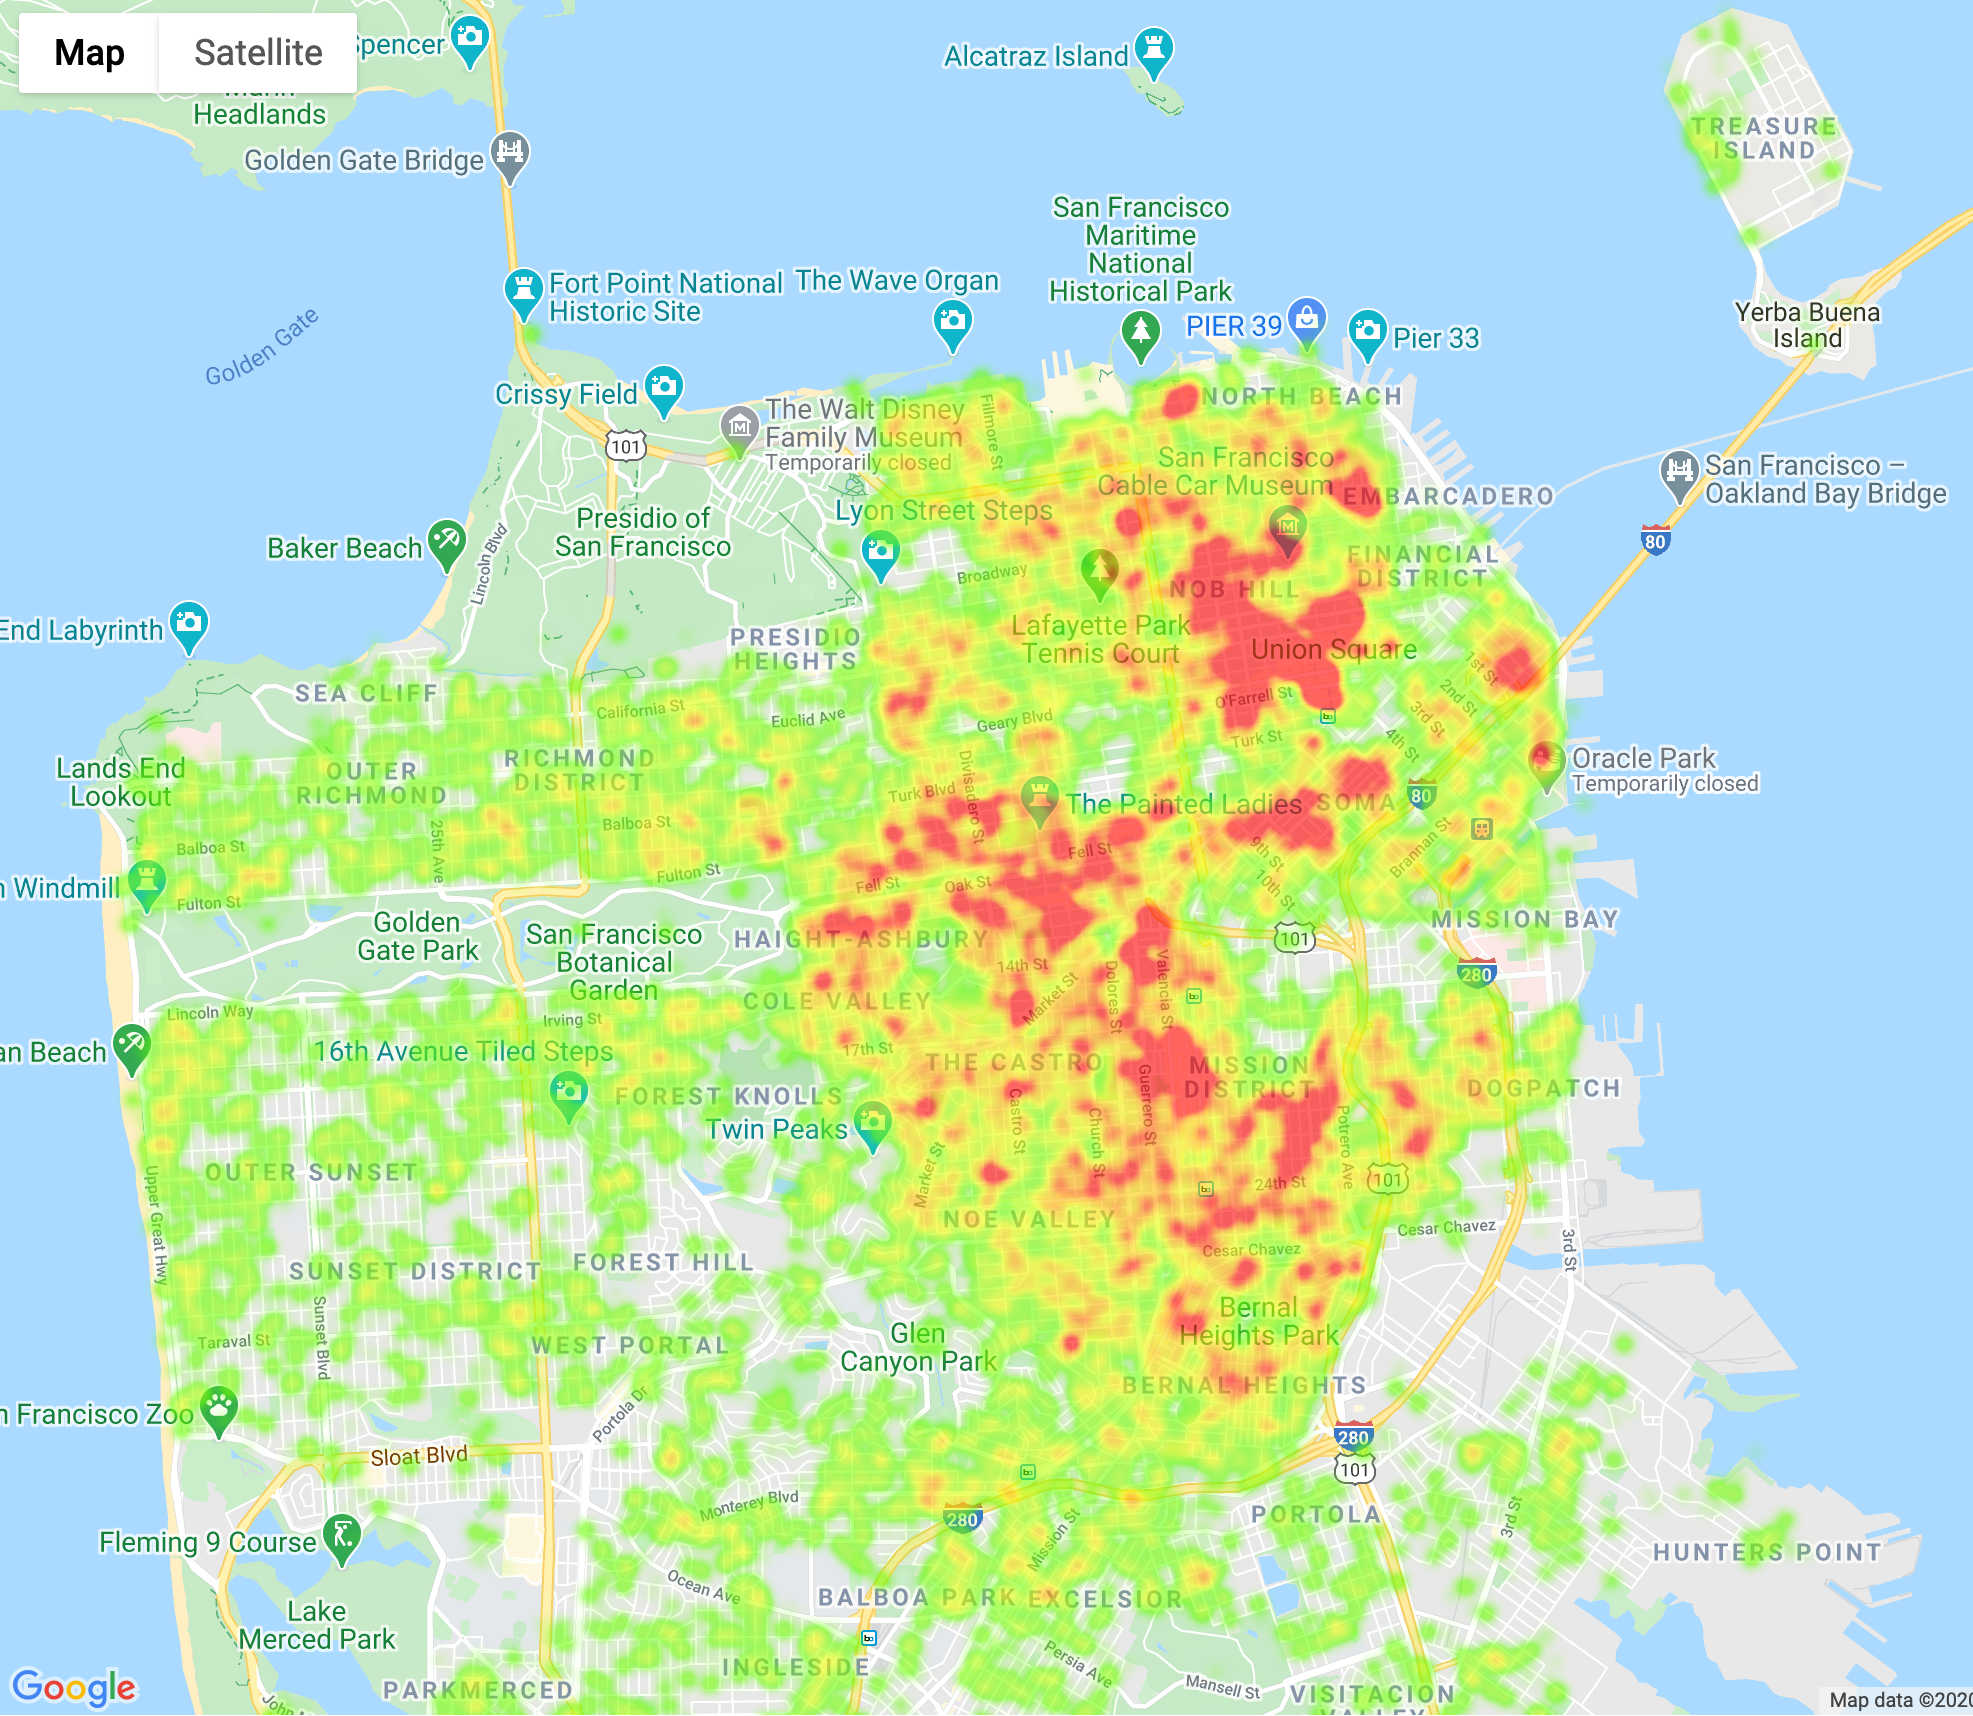 Map
Satellite
Spencer
Headlands
Golden Gate Bridge
Alcatraz Island
TREASURE
ISLAND
San Francisco
Maritime
National
Historical Park
Golden Gate
Fort Point National
Historic Site
The Wave Organ
PIER 39
Pier 33
Yerba Buena
Island
Crissy Field
The Walt Disney
Family Museum
Temporarily closed
101
Fillmore St
NORTH BEACH
San Francisco
Cable Car Museum
EMBARCADERO
San Francisco –
Oakland Bay Bridge
Presidio of
San Francisco
Lyon Street Steps
Baker Beach
Lincoln Blvd
Broadway
NOB HILL
FINANCIAL
DISTRICT
80
End Labyrinth
PRESIDIO
HEIGHTS
Lafayette Park
Tennis Court
Union Square
1st St
2nd St
3rd St
4th St
SEA CLIFF
California St
Euclid Ave
Geary Blvd
O'Farrell St
Turk St
Lands End
Lookout
OUTER
RICHMOND
RICHMOND
DISTRICT
Divisadero St
Turk Blvd
The Painted Ladies
SOMA
80
Oracle Park
Temporarily closed
25th Ave
Balboa St
Balboa St
Fell St
9th St
10th St
Brannan St
n Windmill
Fulton St
Fulton St
Fell St
Oak St
Golden
Gate Park
San Francisco
Botanical
Garden
HAIGHT-ASHBURY
101
MISSION BAY
280
14th St
Market St
Dolores St
Valencia St
COLE VALLEY
Lincoln Way
Irving St
an Beach
16th Avenue Tiled Steps
17th St
THE CASTRO
MISSION
DISTRICT
DOGPATCH
FOREST KNOLLS
Twin Peaks
Castro St
Church St
Guerrero St
Potrero Ave
OUTER SUNSET
Upper Great Hwy
Market St
24th St
101
NOE VALLEY
Cesar Chavez
Cesar Chavez
3rd St
SUNSET DISTRICT
FOREST HILL
Sunset Blvd
Taraval St
WEST PORTAL
Glen
Canyon Park
Bernal
Heights Park
BERNAL HEIGHTS
n Francisco Zoo
Portola Dr
Sloat Blvd
280
101
Monterey Blvd
280
Mission St
PORTOLA
3rd St
HUNTERS POINT
Fleming 9 Course
Ocean Ave
BALBOA PARK
EXCELSIOR
Lake
Merced Park
Persia Ave
INGLESIDE
Mansell St
PARKMERCED
VISITACION
VALLEY
Google
Map data ©2020